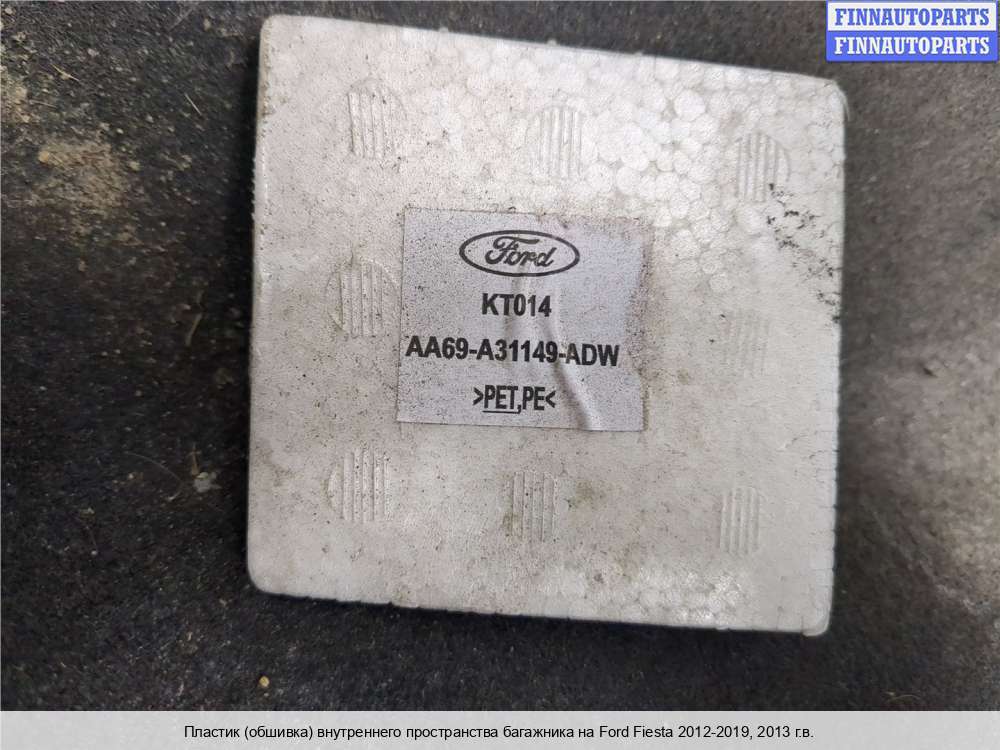 FINNAUTOPARTS
FINNAUTOPARTS
Ford
KT014
AA69-A31149-ADW
>PET,PE<
Пластик (обшивка) внутреннего пространства багажника на Ford Fiesta 2012-2019, 2013 г.в.